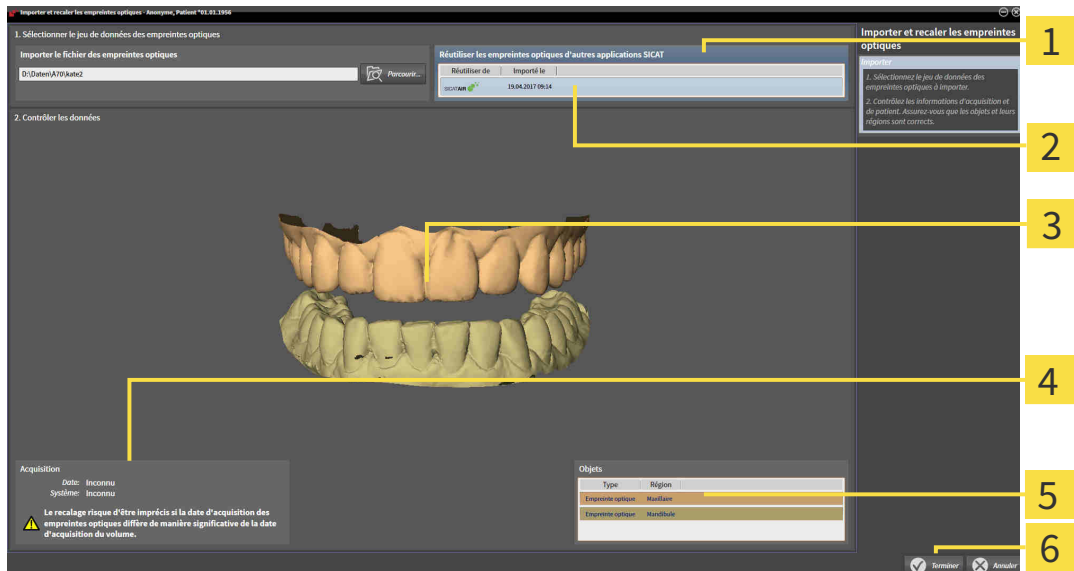 Importer et recaler les empreintes optiques - Anonyme, Patient *01.01.1956
1. Sélectionner le jeu de données des empreintes optiques
Importer le fichier des empreintes optiques
D:\Daten\A70\kate2
Parcourir...
Réutiliser les empreintes optiques d'autres applications SICAT
Réutiliser de
Importé le
SICATAIR
19.04.2017 09:14
2. Contrôler les données
Acquisition
Date: Inconnu
Système: Inconnu
Le recalage risque d'être imprécis si la date d'acquisition des
empreintes optiques diffère de manière significative de la date
d'acquisition du volume.
Objets
Type
Région
Empreinte optique
Maxillaire
Empreinte optique
Mandibule
Importer et recaler les empreintes
optiques
Importer
1. Sélectionnez le jeu de données des
empreintes optiques à importer.
2. Contrôlez les informations d'acquisition et
de patient. Assurez-vous que les objets et leurs
régions sont corrects.
Terminer
Annuler
1
2
3
4
5
6